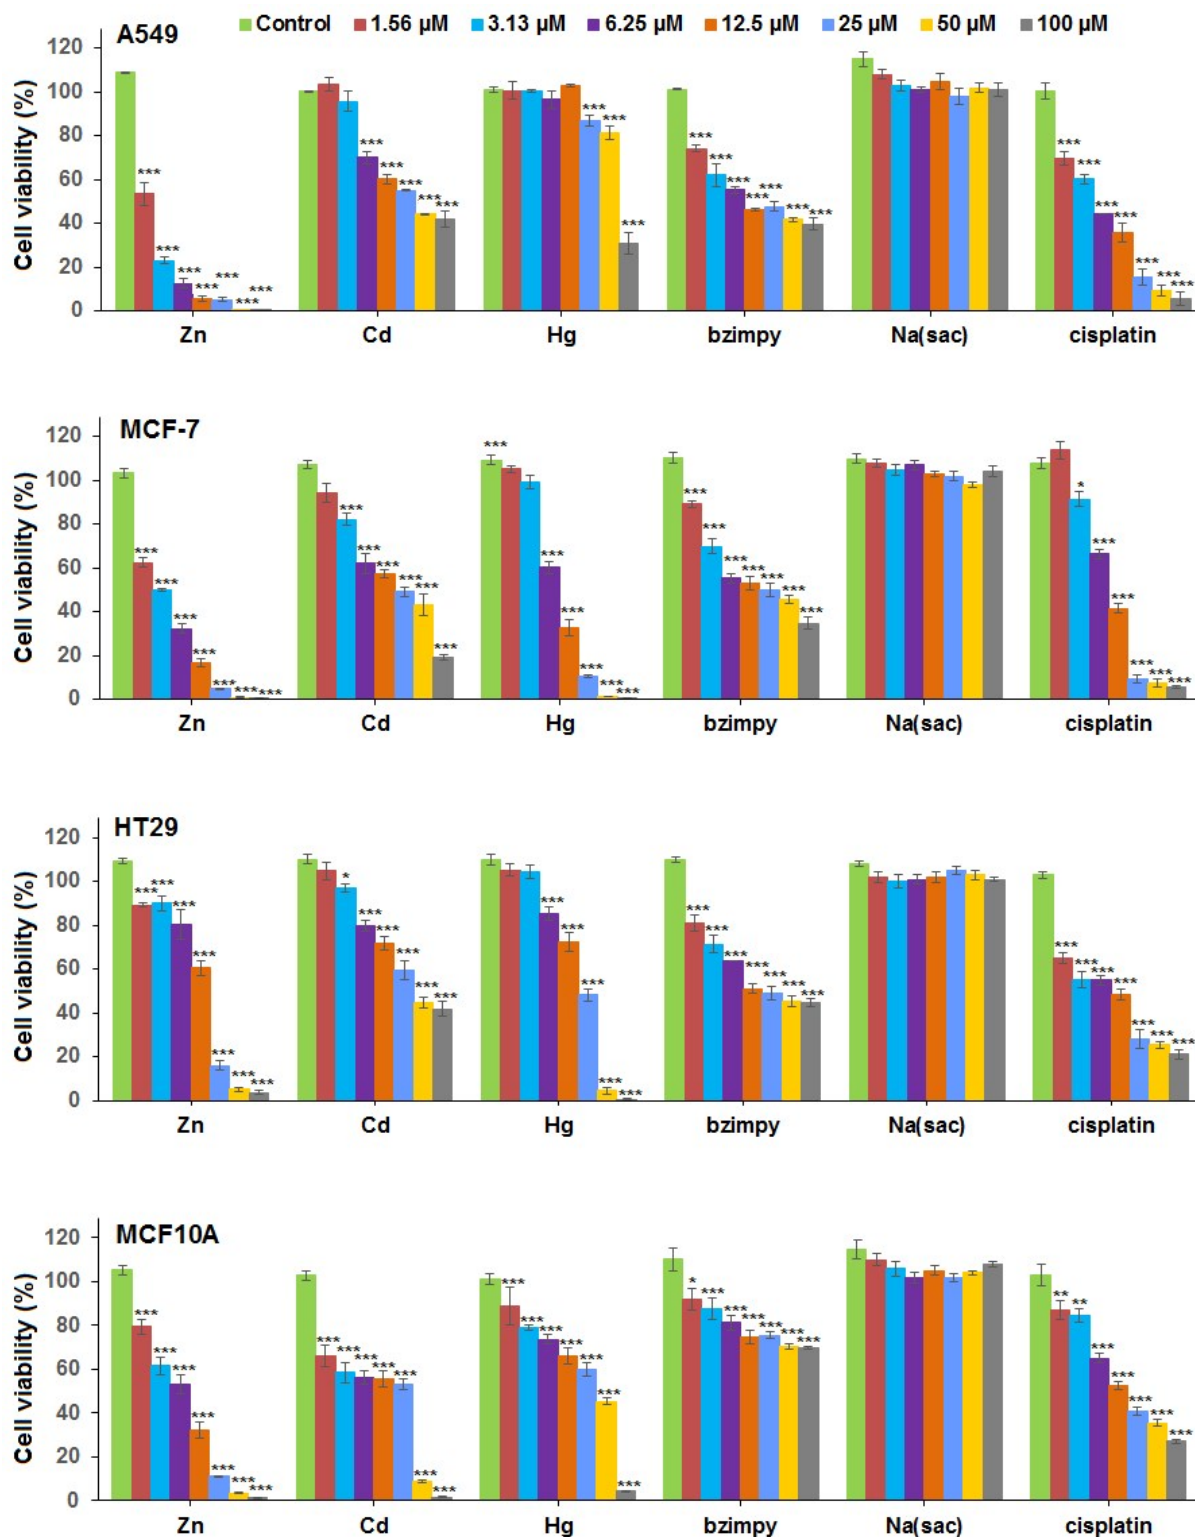 A549
Control 1.56 µM 3.13 µM 6.25 µM 12.5 µM 25 µM 50 µM 100 µM
Cell viability (%)
120
100
80
60
40
20
0
*** *** *** *** *** *** ***
*** *** *** *** ***
*** *** ***
*** *** *** *** *** *** ***
*** *** *** *** *** *** ***
Zn Cd Hg bzimpy Na(sac) cisplatin
MCF-7
Cell viability (%)
120
100
80
60
40
20
0
*** *** *** *** *** *** ***
*** *** *** *** *** ***
*** *** *** *** *** ***
*** *** *** *** *** *** ***
* *** *** *** *** ***
Zn Cd Hg bzimpy Na(sac) cisplatin
HT29
Cell viability (%)
120
100
80
60
40
20
0
*** *** *** *** *** *** ***
* *** *** *** *** ***
*** *** *** *** ***
*** *** *** *** *** *** ***
*** *** *** *** *** *** ***
Zn Cd Hg bzimpy Na(sac) cisplatin
MCF10A
Cell viability (%)
120
100
80
60
40
20
0
*** *** *** *** *** *** ***
*** *** *** *** *** *** ***
*** *** *** *** *** *** ***
* *** *** *** *** *** ***
** ** *** *** *** *** ***
Zn Cd Hg bzimpy Na(sac) cisplatin